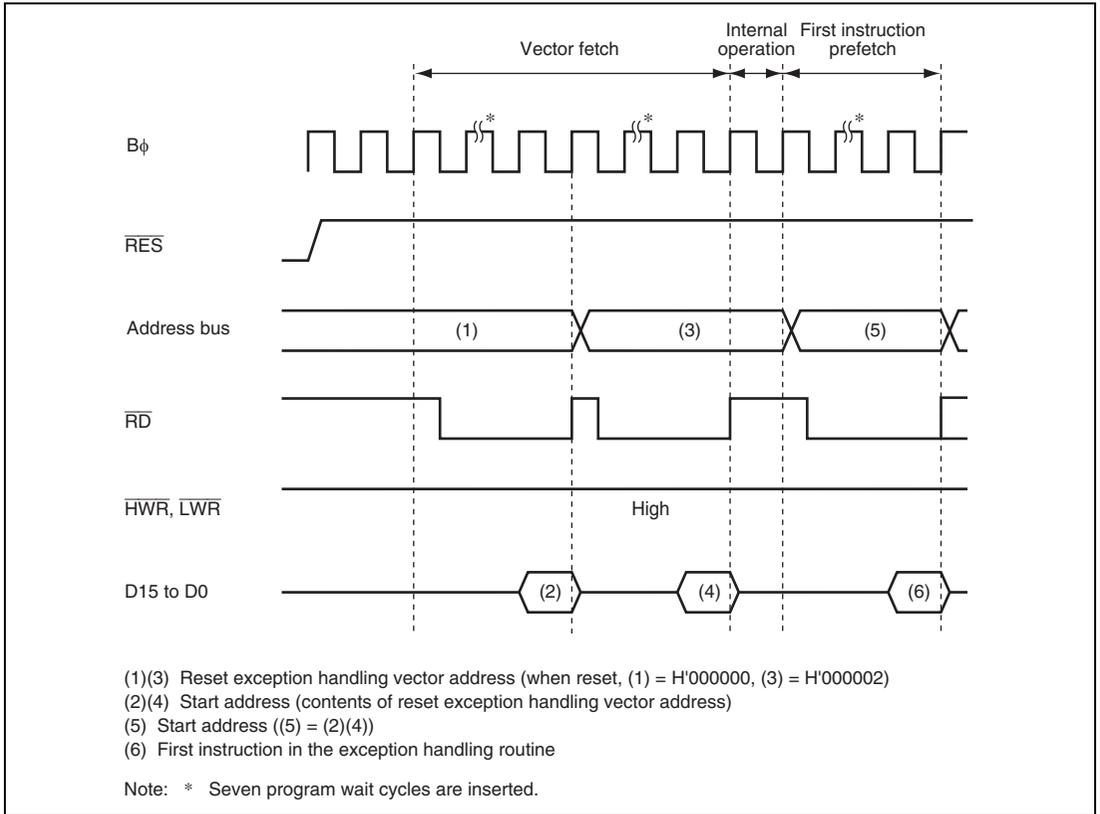 Vector fetch
Internal operation
First instruction prefetch
Bϕ
*
*
*
RES
Address bus
(1)
(3)
(5)
RD
HWR, LWR
High
D15 to D0
(2)
(4)
(6)
(1)(3) Reset exception handling vector address (when reset, (1) = H'000000, (3) = H'000002)
(2)(4) Start address (contents of reset exception handling vector address)
(5) Start address ((5) = (2)(4))
(6) First instruction in the exception handling routine
Note: * Seven program wait cycles are inserted.